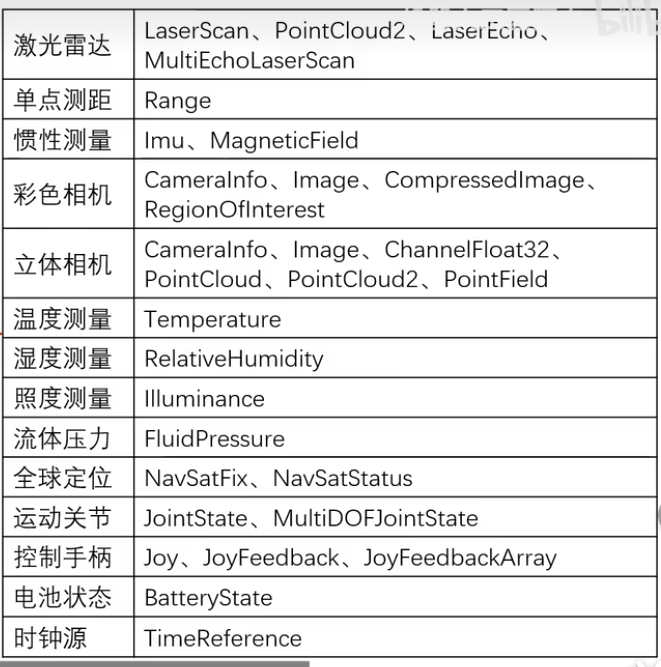 激光雷达
LaserScan、PointCloud2、LaserEcho、
MultiEchoLaserScan
单点测距
Range
惯性测量
Imu、MagneticField
彩色相机
CameraInfo、Image、CompressedImage、
RegionOfInterest
立体相机
CameraInfo、Image、ChannelFloat32、
PointCloud、PointCloud2、PointField
温度测量
Temperature
湿度测量
RelativeHumidity
照度测量
Illuminance
流体压力
FluidPressure
全球定位
NavSatFix、NavSatStatus
运动关节
JointState、MultiDOFJointState
控制手柄
Joy、JoyFeedback、JoyFeedbackArray
电池状态
BatteryState
时钟源
TimeReference